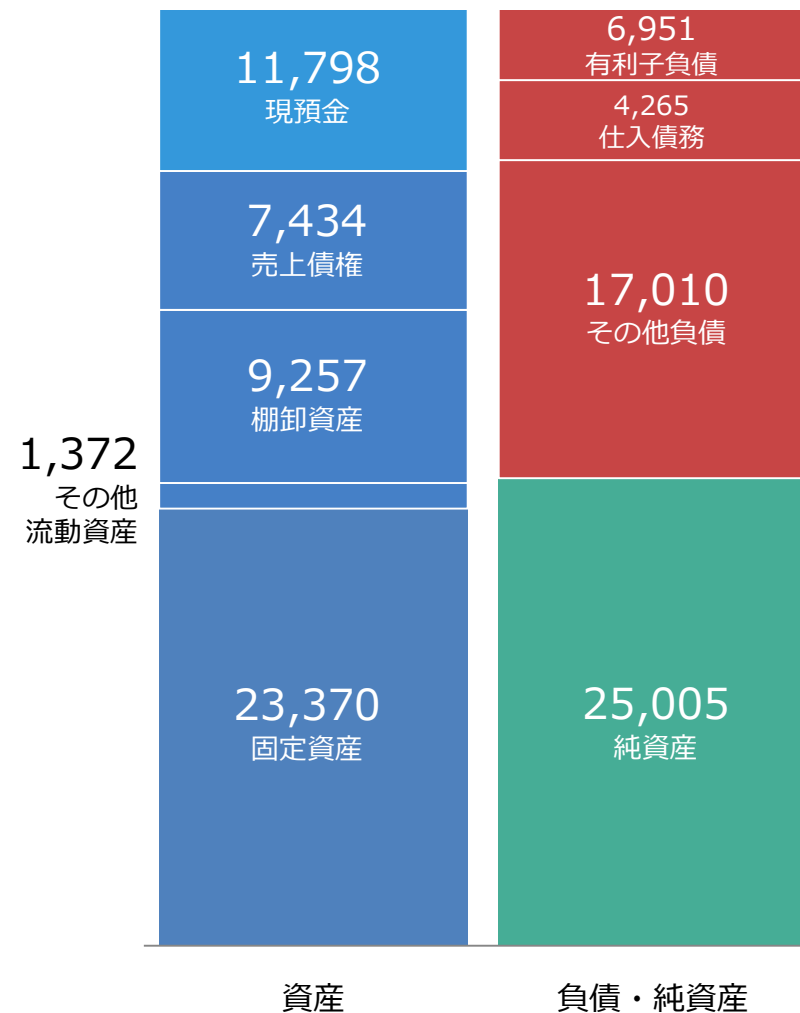 11,798
現預金
7,434
売上債権
9,257
棚卸資産
1,372
その他
流動資産
23,370
固定資産
6,951
有利子負債
4,265
仕入債務
17,010
その他負債
25,005
純資産
資産
負債・純資産